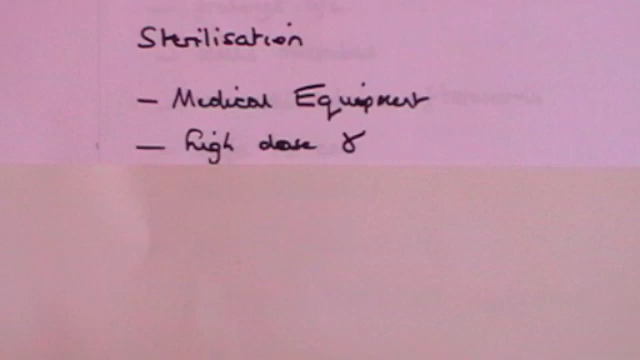 Sterilisation
- Medical Equipment
- high dose γ